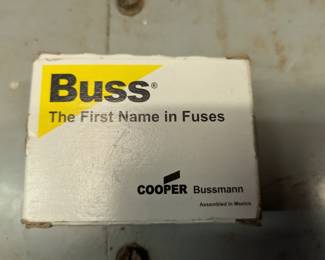 Buss®
The First Name in Fuses
COOPER Bussmann
Assembled in Mexico